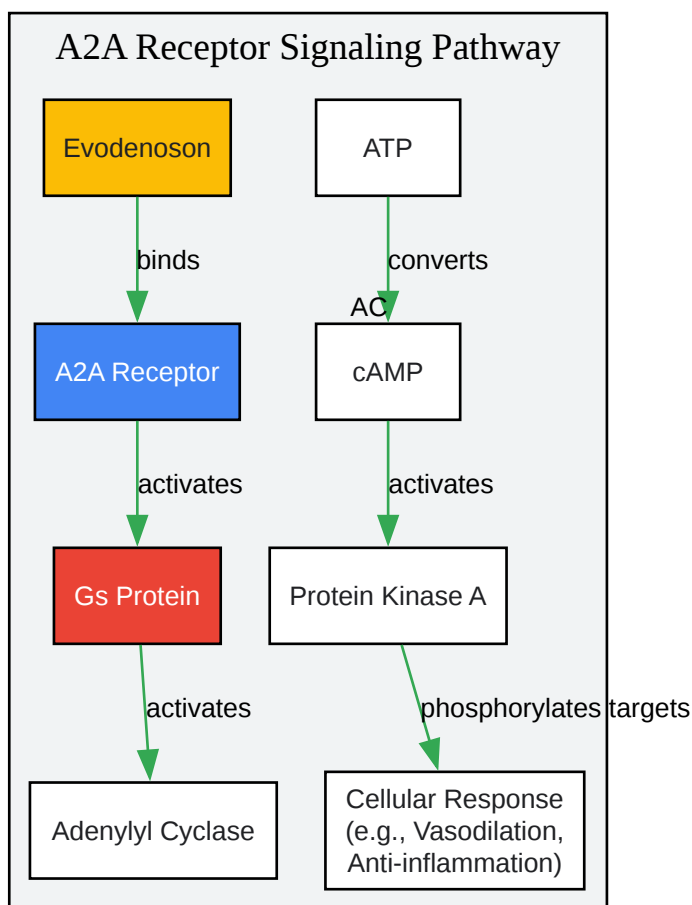 A2A Receptor Signaling Pathway
Evodenoson
ATP
binds
converts
AC
A2A Receptor
cAMP
activates
activates
Gs Protein
Protein Kinase A
activates
phosphorylates targets
Adenylyl Cyclase
Cellular Response
(e.g., Vasodilation,
Anti-inflammation)